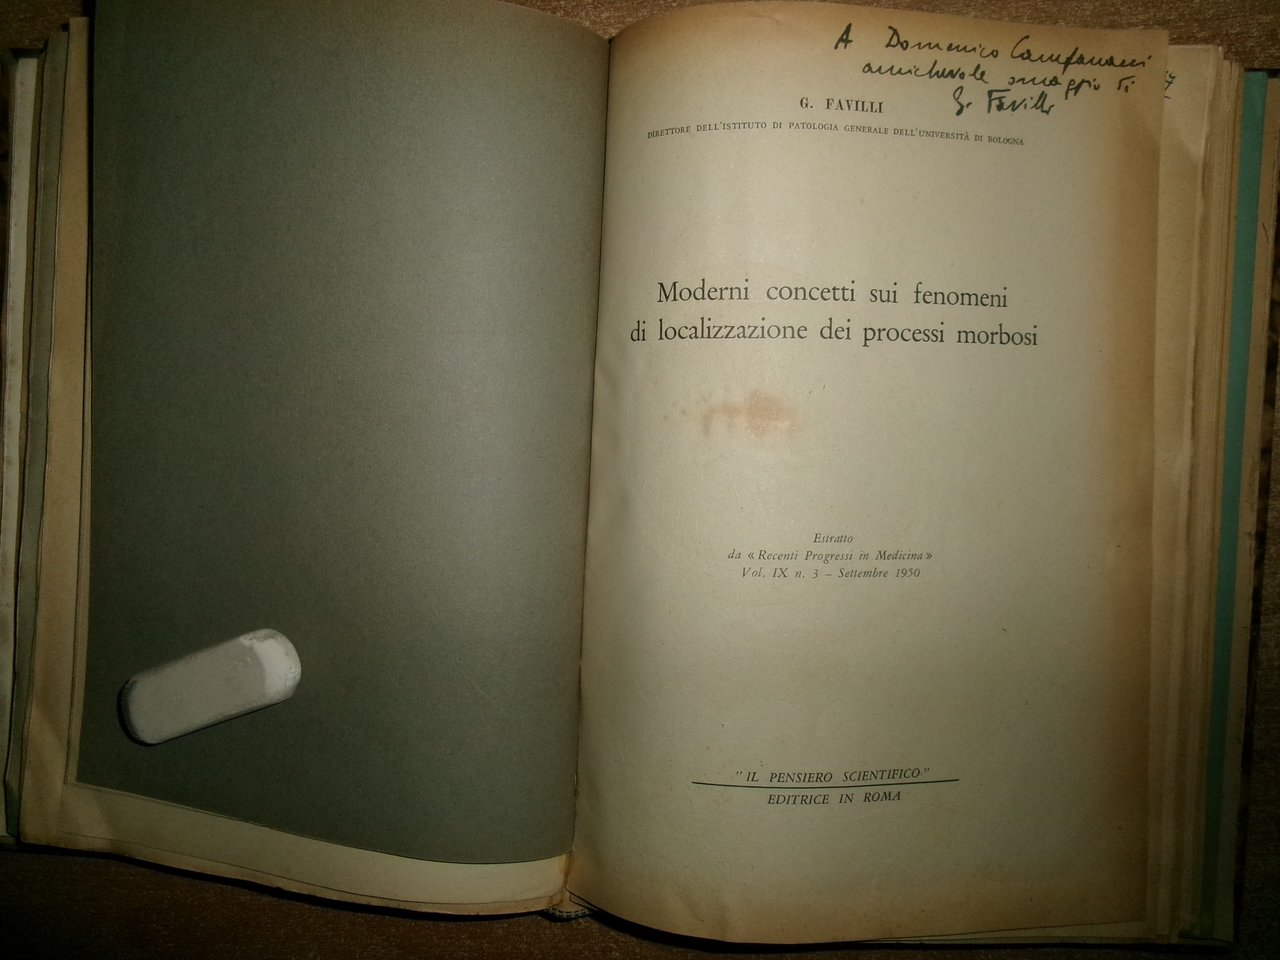 A Domenico Campanacci
amichevole omaggio di
G. Favilli
G. FAVILLI
DIRETTORE DELL'ISTITUTO DI PATOLOGIA GENERALE DELL'UNIVERSITÀ DI BOLOGNA
Moderni concetti sui fenomeni
di localizzazione dei processi morbosi
Estratto
da «Recenti Progressi in Medicina»
Vol. IX n. 3 – Settembre 1950
"IL PENSIERO SCIENTIFICO"
EDITRICE IN ROMA